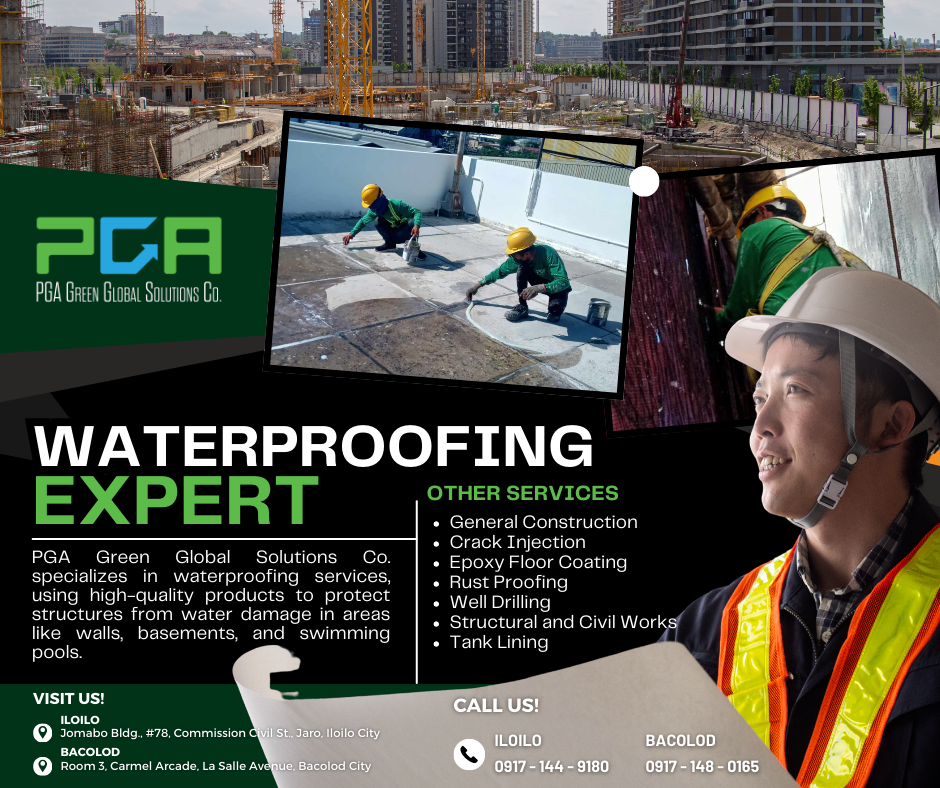 PGA
PGA GREEN GLOBAL SOLUTIONS CO.
WATERPROOFING
EXPERT
PGA Green Global Solutions Co.
specializes in waterproofing services,
using high-quality products to protect
structures from water damage in areas
like walls, basements, and swimming
pools.
OTHER SERVICES
• General Construction
• Crack Injection
• Epoxy Floor Coating
• Rust Proofing
• Well Drilling
• Structural and Civil Works
• Tank Lining
VISIT US!
ILOILO
Jomabo Bldg., #78, Commission Civil St., Jaro, Iloilo City
BACOLOD
Room 3, Carmel Arcade, La Salle Avenue, Bacolod City
CALL US!
ILOILO
0917 - 144 - 9180
BACOLOD
0917 - 148 - 0165